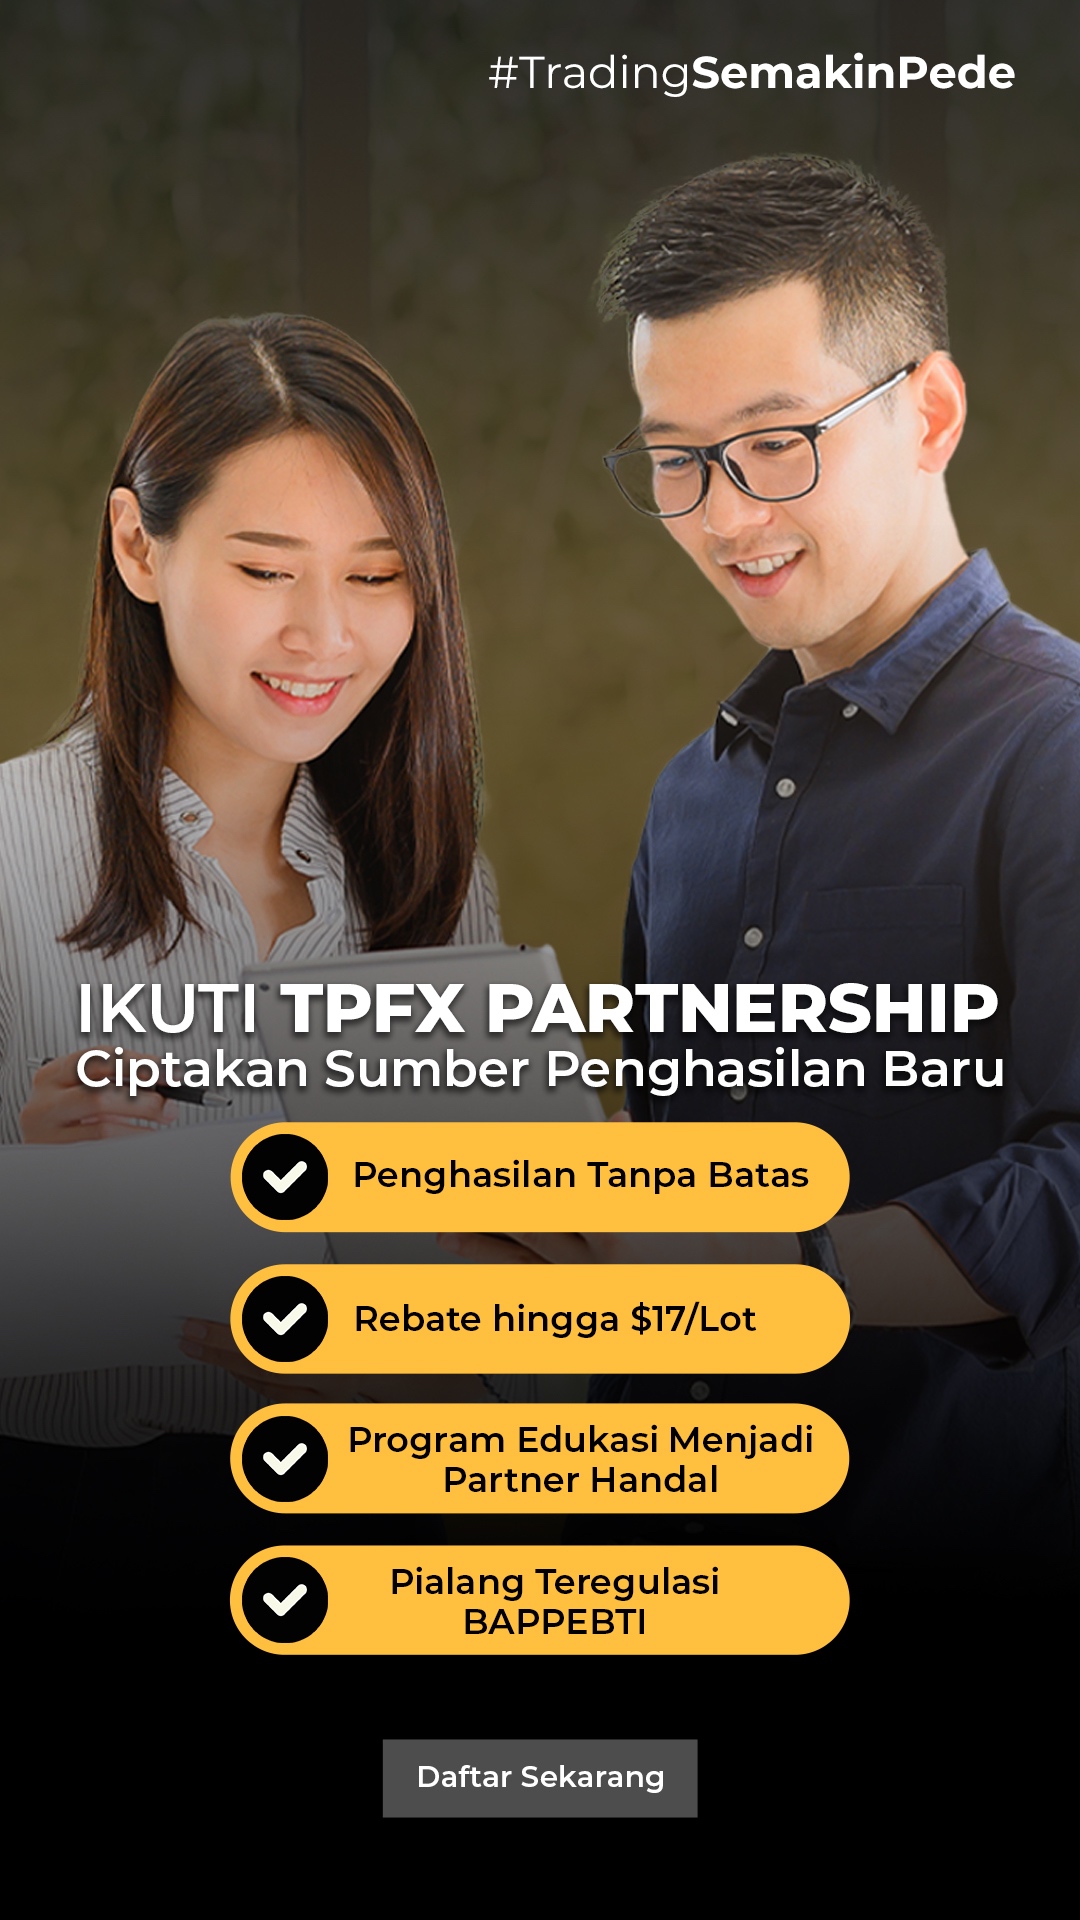 #TradingSemakinPede
IKUTI TPFX PARTNERSHIP
Ciptakan Sumber Penghasilan Baru
Penghasilan Tanpa Batas
Rebate hingga $17/Lot
Program Edukasi Menjadi
Partner Handal
Pialang Teregulasi
BAPPEBTI
Daftar Sekarang